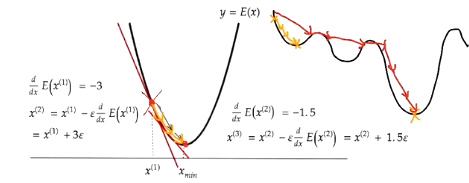 y = E(x)
d/dx E(x⁽¹⁾) = −3
x⁽²⁾ = x⁽¹⁾ − ε d/dx E(x⁽¹⁾)
= x⁽¹⁾ + 3ε
d/dx E(x⁽²⁾) = −1.5
x⁽³⁾ = x⁽²⁾ − ε d/dx E(x⁽²⁾) = x⁽²⁾ + 1.5ε
x⁽¹⁾ x_min